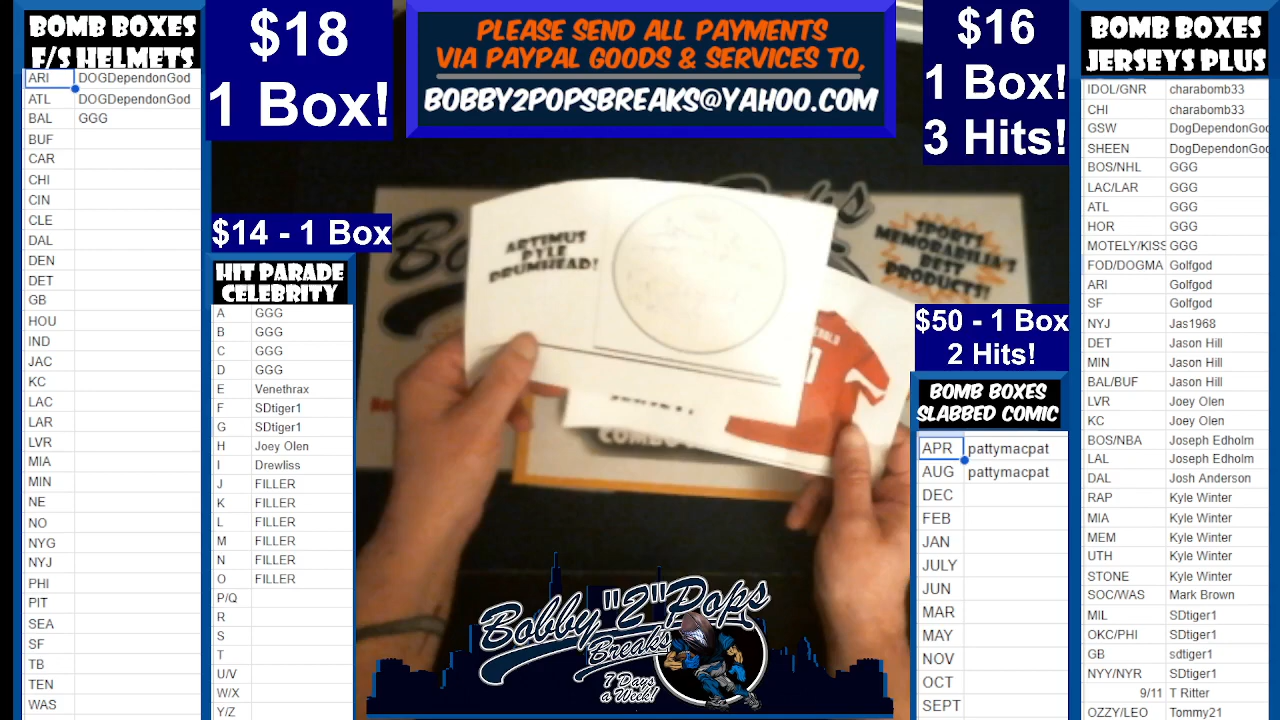 BOMB BOXES
F/S HELMETS
ARI DOGDependonGod
ATL DOGDependonGod
BAL GGG
BUF
CAR
CHI
CIN
CLE
DAL
DEN
DET
GB
HOU
IND
JAC
KC
LAC
LAR
LVR
MIA
MIN
NE
NO
NYG
NYJ
PHI
PIT
SEA
SF
TB
TEN
WAS
$18
1 Box!
$14 - 1 Box
HIT PARADE
CELEBRITY
A GGG
B GGG
C GGG
D GGG
E Venethrax
F SDtiger1
G SDtiger1
H Joey Olen
I Drewliss
J FILLER
K FILLER
L FILLER
M FILLER
N FILLER
O FILLER
P/Q
R
S
T
U/V
W/X
Y/Z
PLEASE SEND ALL PAYMENTS
VIA PAYPAL GOODS & SERVICES TO,
BOBBY2POPSBREAKS@YAHOO.COM
ARTIMUS
PYLE
DRUMHEAD!
SPORTS
MEMORABILIA'S
BEST
PRODUCTS!
Bobby "2" Pops
Breaks
7 Days
a Week!
$16
1 Box!
3 Hits!
$50 - 1 Box
2 Hits!
BOMB BOXES
SLABBED COMIC
APR pattymacpat
AUG pattymacpat
DEC
FEB
JAN
JULY
JUN
MAR
MAY
NOV
OCT
SEPT
BOMB BOXES
JERSEYS PLUS
IDOL/GNR charabomb33
CHI charabomb33
GSW DogDependonGod
SHEEN DogDependonGod
BOS/NHL GGG
LAC/LAR GGG
ATL GGG
HOR GGG
MOTELY/KISS GGG
FOD/DOGMA Golfgod
ARI Golfgod
SF Golfgod
NYJ Jas1968
DET Jason Hill
MIN Jason Hill
BAL/BUF Jason Hill
LVR Joey Olen
KC Joey Olen
BOS/NBA Joseph Edholm
LAL Joseph Edholm
DAL Josh Anderson
RAP Kyle Winter
MIA Kyle Winter
MEM Kyle Winter
UTH Kyle Winter
STONE Kyle Winter
SOC/WAS Mark Brown
MIL SDtiger1
OKC/PHI SDtiger1
GB sdtiger1
NYY/NYR SDtiger1
9/11 T Ritter
OZZY/LEO Tommy21